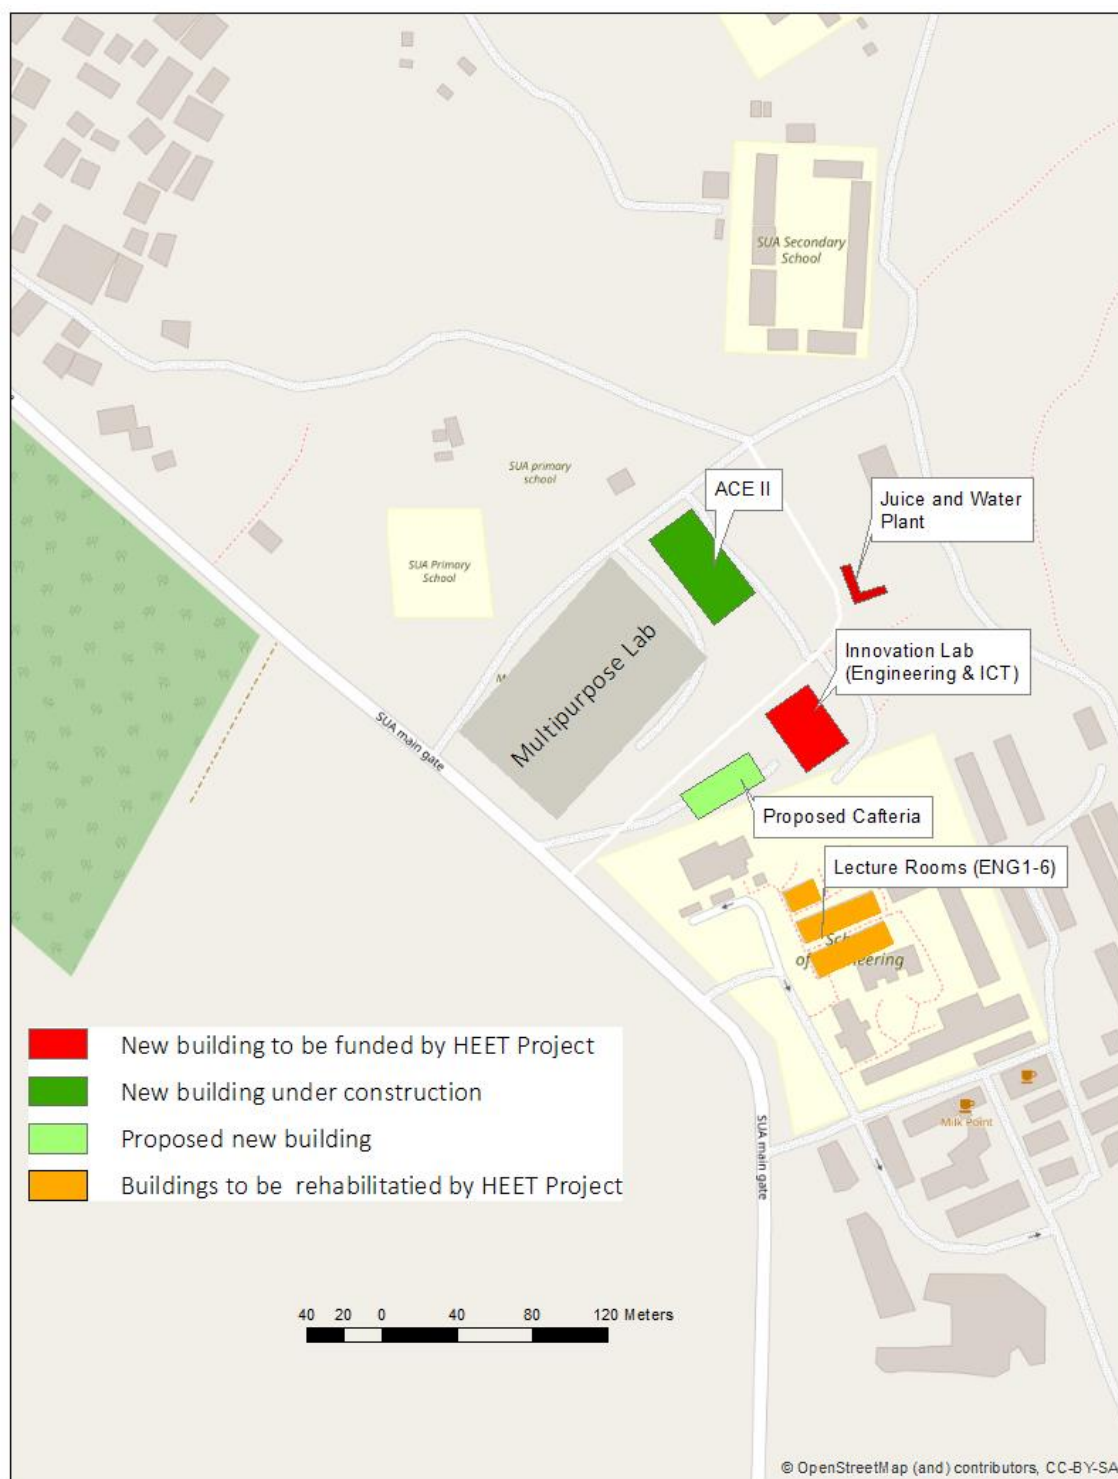 SUA Secondary
School
ACE II
SUA primary
school
Juice and Water
Plant
SUA Primary
School
Innovation Lab
(Engineering & ICT)
Multipurpose Lab
SUA main gate
Proposed Cafteria
Lecture Rooms (ENG1-6)
of
eering
New building to be funded by HEET Project
New building under construction
Proposed new building
Buildings to be rehabilitatied by HEET Project
Milk Point
SUA main gate
40 20 0 40 80 120 Meters
© OpenStreetMap (and) contributors, CC-BY-SA